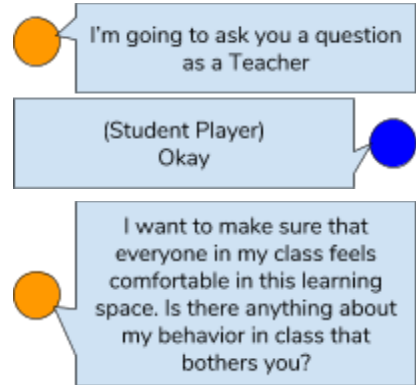 I'm going to ask you a question
as a Teacher
(Student Player)
Okay
I want to make sure that
everyone in my class feels
comfortable in this learning
space. Is there anything about
my behavior in class that
bothers you?